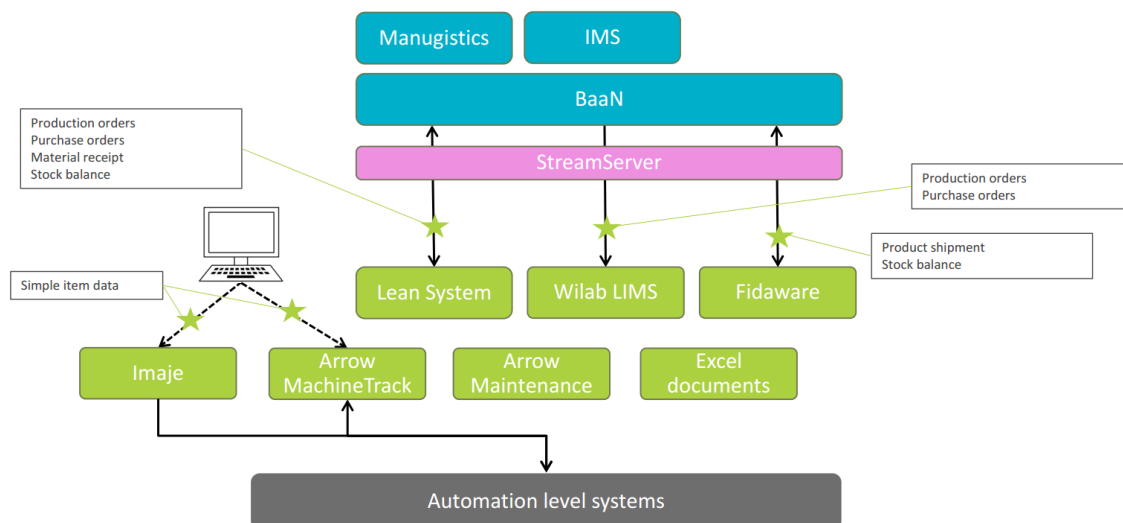 Manugistics
IMS
BaaN
Production orders
Purchase orders
Material receipt
Stock balance
StreamServer
Production orders
Purchase orders
Product shipment
Stock balance
Simple item data
Lean System
Wilab LIMS
Fidaware
Imaje
Arrow
MachineTrack
Arrow
Maintenance
Excel
documents
Automation level systems